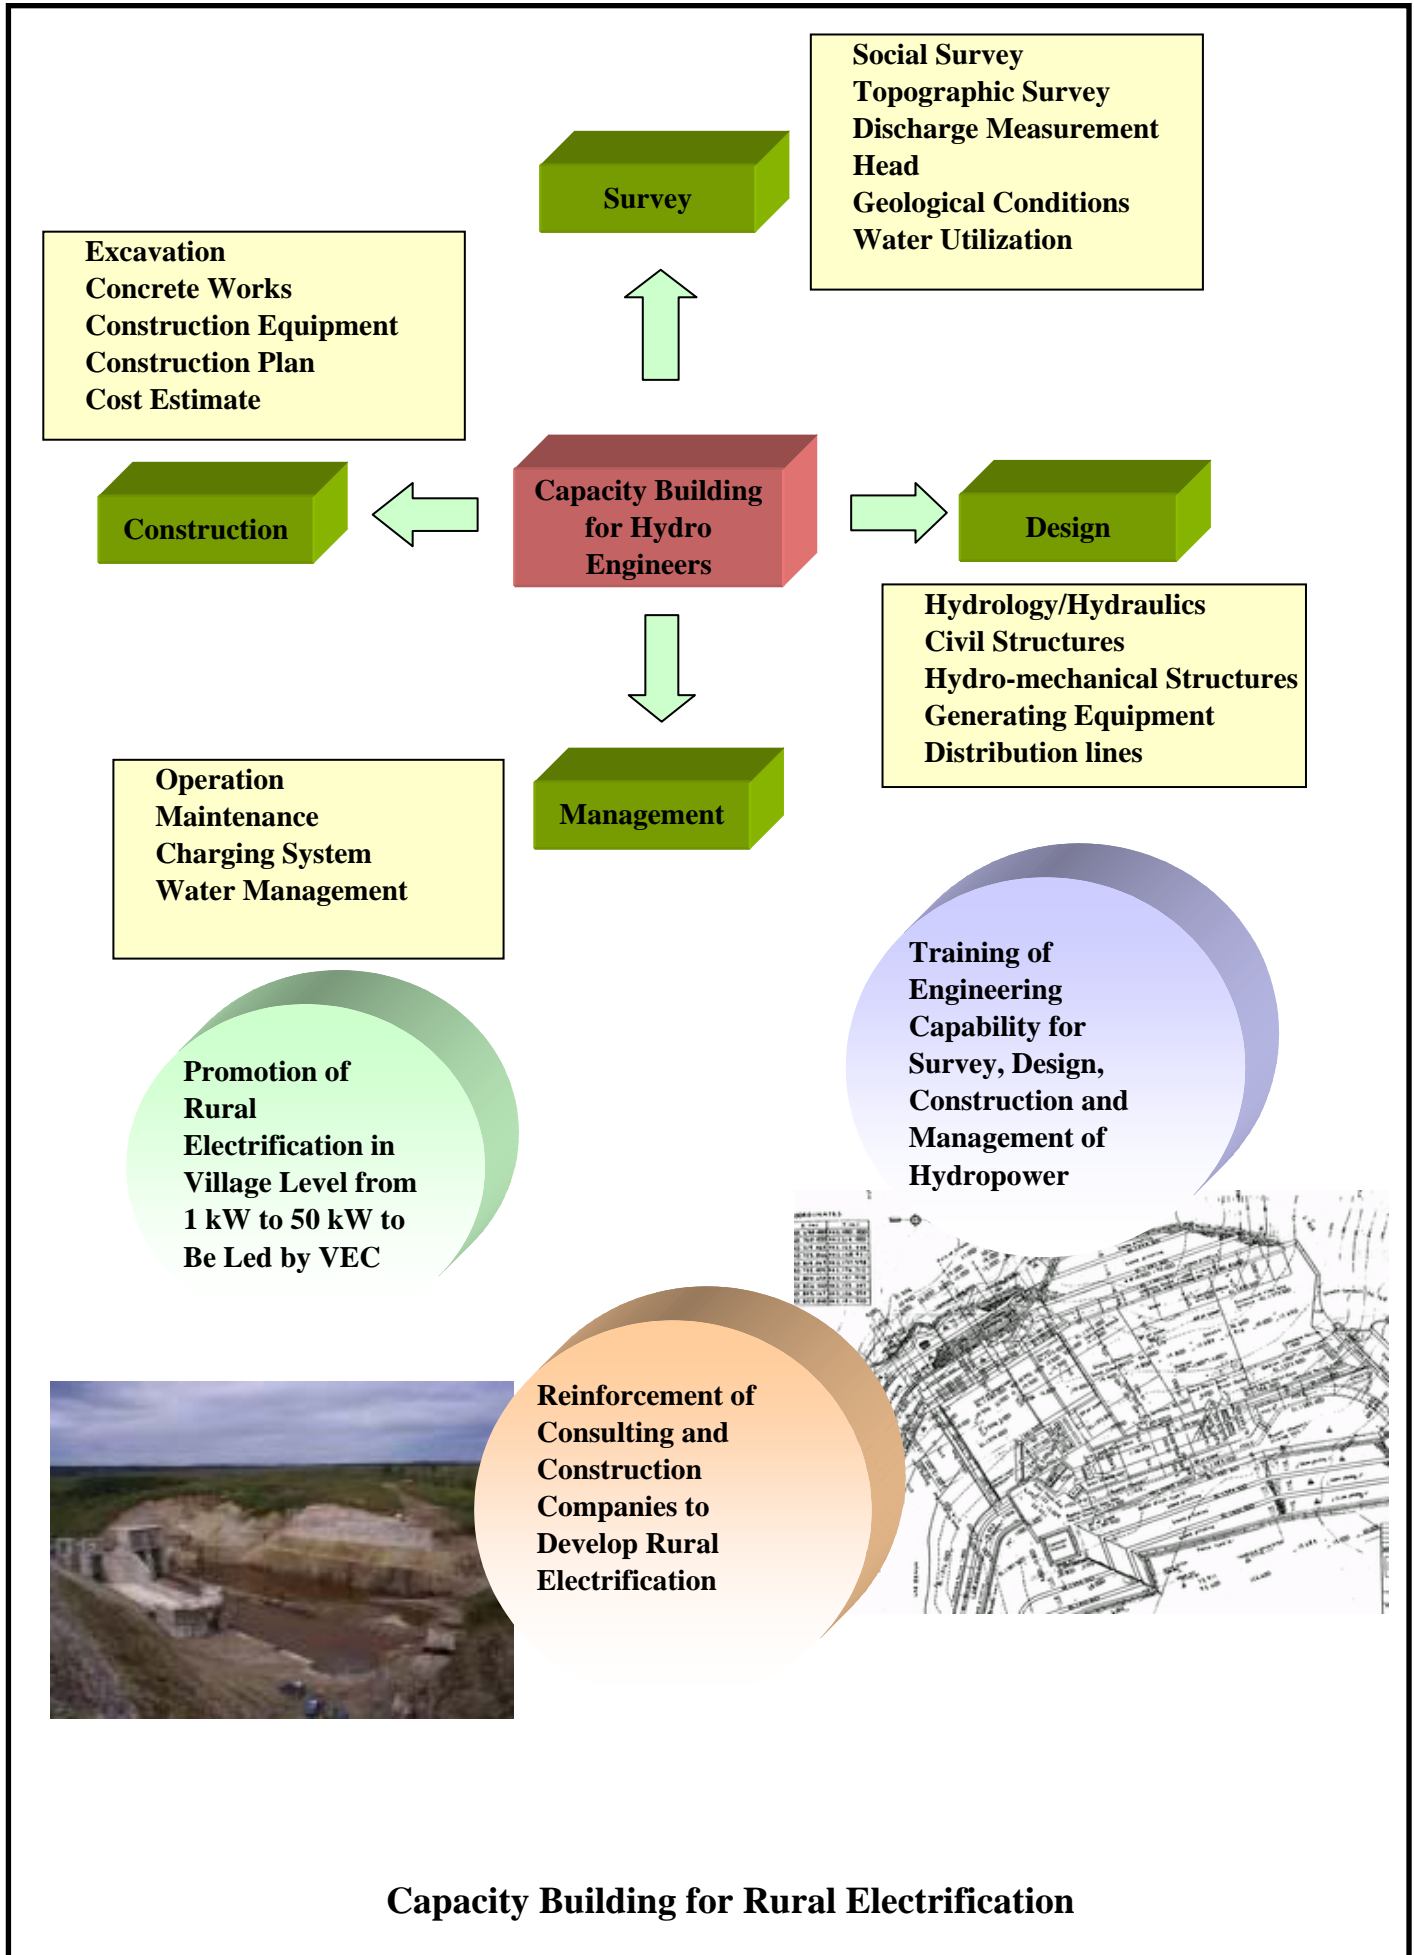 Social Survey
Topographic Survey
Discharge Measurement
Head
Geological Conditions
Water Utilization
Survey
Excavation
Concrete Works
Construction Equipment
Construction Plan
Cost Estimate
Construction
Capacity Building
for Hydro
Engineers
Design
Hydrology/Hydraulics
Civil Structures
Hydro-mechanical Structures
Generating Equipment
Distribution lines
Operation
Maintenance
Charging System
Water Management
Management
Training of
Engineering
Capability for
Survey, Design,
Construction and
Management of
Hydropower
Promotion of
Rural
Electrification in
Village Level from
1 kW to 50 kW to
Be Led by VEC
Reinforcement of
Consulting and
Construction
Companies to
Develop Rural
Electrification
Capacity Building for Rural Electrification